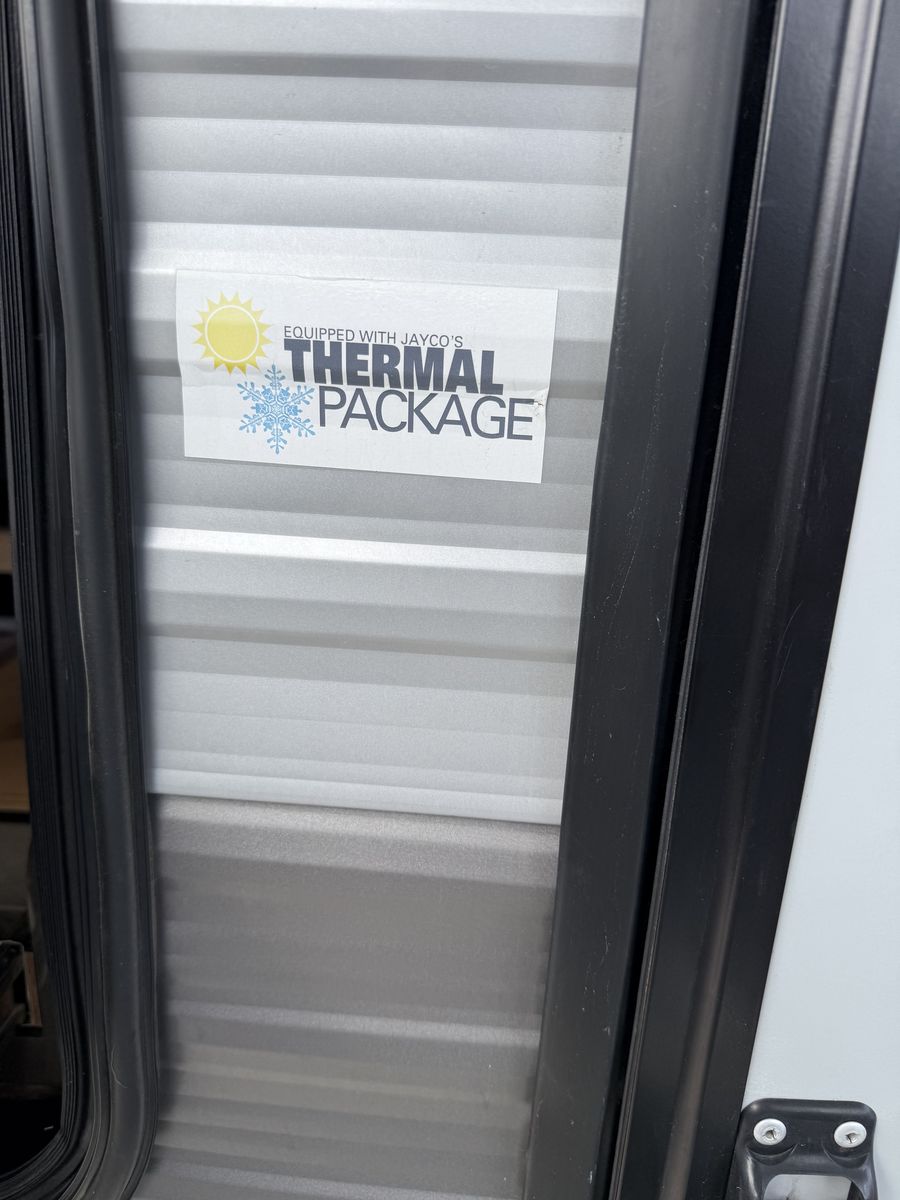 EQUIPPED WITH JAYCO'S
THERMAL
PACKAGE